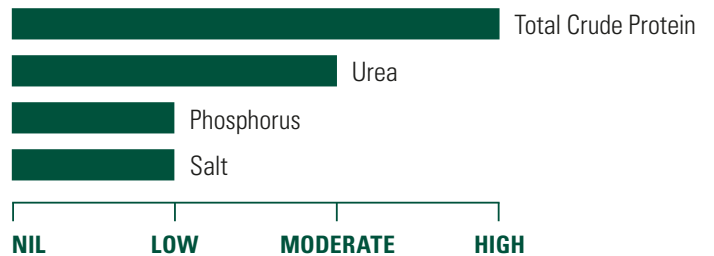 Total Crude Protein
Urea
Phosphorus
Salt
NIL LOW MODERATE HIGH